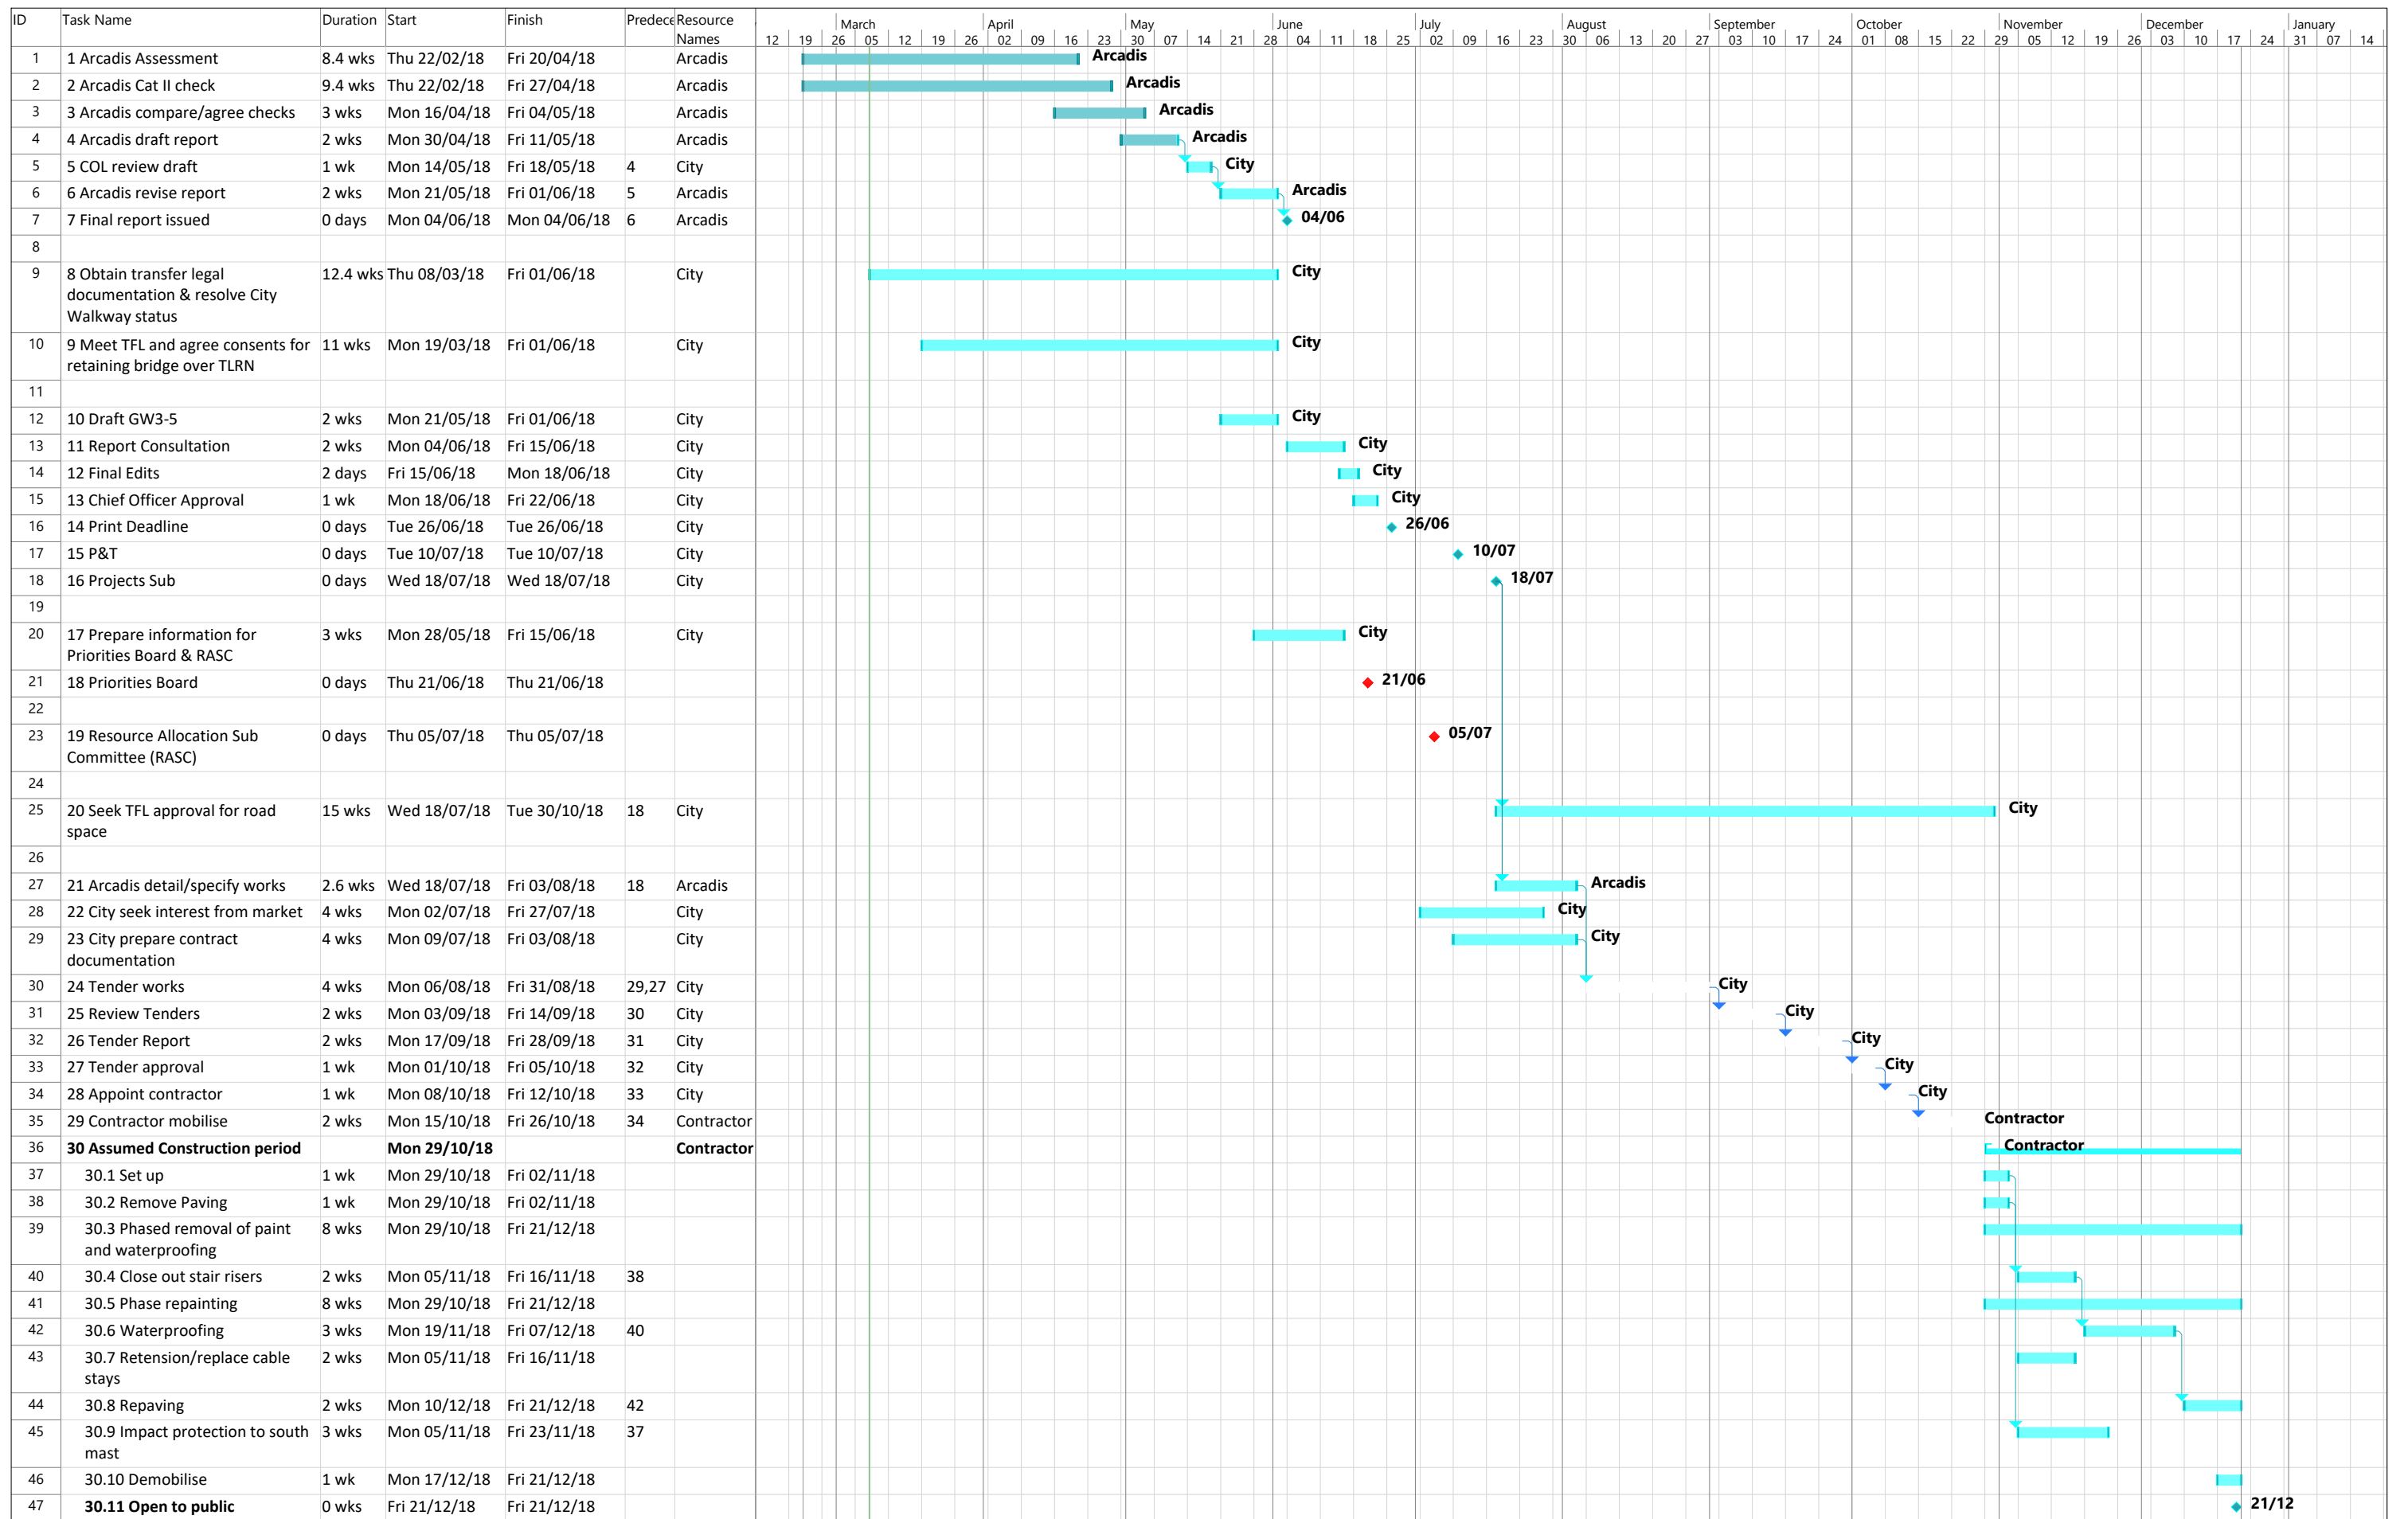 ID Task Name Duration Start Finish Predece Resource Names
March April May June July August September October November December January
12 19 26 05 12 19 26 02 09 16 23 30 07 14 21 28 04 11 18 25 02 09 16 23 30 06 13 20 27 03 10 17 24 01 08 15 22 29 05 12 19 26 03 10 17 24 31 07 14
1 1 Arcadis Assessment 8.4 wks Thu 22/02/18 Fri 20/04/18 Arcadis Arcadis
2 2 Arcadis Cat II check 9.4 wks Thu 22/02/18 Fri 27/04/18 Arcadis Arcadis
3 3 Arcadis compare/agree checks 3 wks Mon 16/04/18 Fri 04/05/18 Arcadis Arcadis
4 4 Arcadis draft report 2 wks Mon 30/04/18 Fri 11/05/18 Arcadis Arcadis
5 5 COL review draft 1 wk Mon 14/05/18 Fri 18/05/18 4 City City
6 6 Arcadis revise report 2 wks Mon 21/05/18 Fri 01/06/18 5 Arcadis Arcadis
7 7 Final report issued 0 days Mon 04/06/18 Mon 04/06/18 6 Arcadis 04/06
8
9 8 Obtain transfer legal 12.4 wks Thu 08/03/18 Fri 01/06/18 City City
documentation & resolve City
Walkway status
10 9 Meet TFL and agree consents for 11 wks Mon 19/03/18 Fri 01/06/18 City City
retaining bridge over TLRN
11
12 10 Draft GW3-5 2 wks Mon 21/05/18 Fri 01/06/18 City City
13 11 Report Consultation 2 wks Mon 04/06/18 Fri 15/06/18 City City
14 12 Final Edits 2 days Fri 15/06/18 Mon 18/06/18 City City
15 13 Chief Officer Approval 1 wk Mon 18/06/18 Fri 22/06/18 City City
16 14 Print Deadline 0 days Tue 26/06/18 Tue 26/06/18 City 26/06
17 15 P&T 0 days Tue 10/07/18 Tue 10/07/18 City 10/07
18 16 Projects Sub 0 days Wed 18/07/18 Wed 18/07/18 City 18/07
19
20 17 Prepare information for 3 wks Mon 28/05/18 Fri 15/06/18 City City
Priorities Board & RASC
21 18 Priorities Board 0 days Thu 21/06/18 Thu 21/06/18 21/06
22
23 19 Resource Allocation Sub 0 days Thu 05/07/18 Thu 05/07/18 05/07
Committee (RASC)
24
25 20 Seek TFL approval for road 15 wks Wed 18/07/18 Tue 30/10/18 18 City City
space
26
27 21 Arcadis detail/specify works 2.6 wks Wed 18/07/18 Fri 03/08/18 18 Arcadis Arcadis
28 22 City seek interest from market 4 wks Mon 02/07/18 Fri 27/07/18 City City
29 23 City prepare contract 4 wks Mon 09/07/18 Fri 03/08/18 City City
documentation
30 24 Tender works 4 wks Mon 06/08/18 Fri 31/08/18 29,27 City City
31 25 Review Tenders 2 wks Mon 03/09/18 Fri 14/09/18 30 City City
32 26 Tender Report 2 wks Mon 17/09/18 Fri 28/09/18 31 City City
33 27 Tender approval 1 wk Mon 01/10/18 Fri 05/10/18 32 City City
34 28 Appoint contractor 1 wk Mon 08/10/18 Fri 12/10/18 33 City City
35 29 Contractor mobilise 2 wks Mon 15/10/18 Fri 26/10/18 34 Contractor Contractor
36 30 Assumed Construction period Mon 29/10/18 Contractor Contractor
37 30.1 Set up 1 wk Mon 29/10/18 Fri 02/11/18
38 30.2 Remove Paving 1 wk Mon 29/10/18 Fri 02/11/18
39 30.3 Phased removal of paint 8 wks Mon 29/10/18 Fri 21/12/18
and waterproofing
40 30.4 Close out stair risers 2 wks Mon 05/11/18 Fri 16/11/18 38
41 30.5 Phase repainting 8 wks Mon 29/10/18 Fri 21/12/18
42 30.6 Waterproofing 3 wks Mon 19/11/18 Fri 07/12/18 40
43 30.7 Retension/replace cable 2 wks Mon 05/11/18 Fri 16/11/18
stays
44 30.8 Repaving 2 wks Mon 10/12/18 Fri 21/12/18 42
45 30.9 Impact protection to south 3 wks Mon 05/11/18 Fri 23/11/18 37
mast
46 30.10 Demobilise 1 wk Mon 17/12/18 Fri 21/12/18
47 30.11 Open to public 0 wks Fri 21/12/18 Fri 21/12/18 21/12